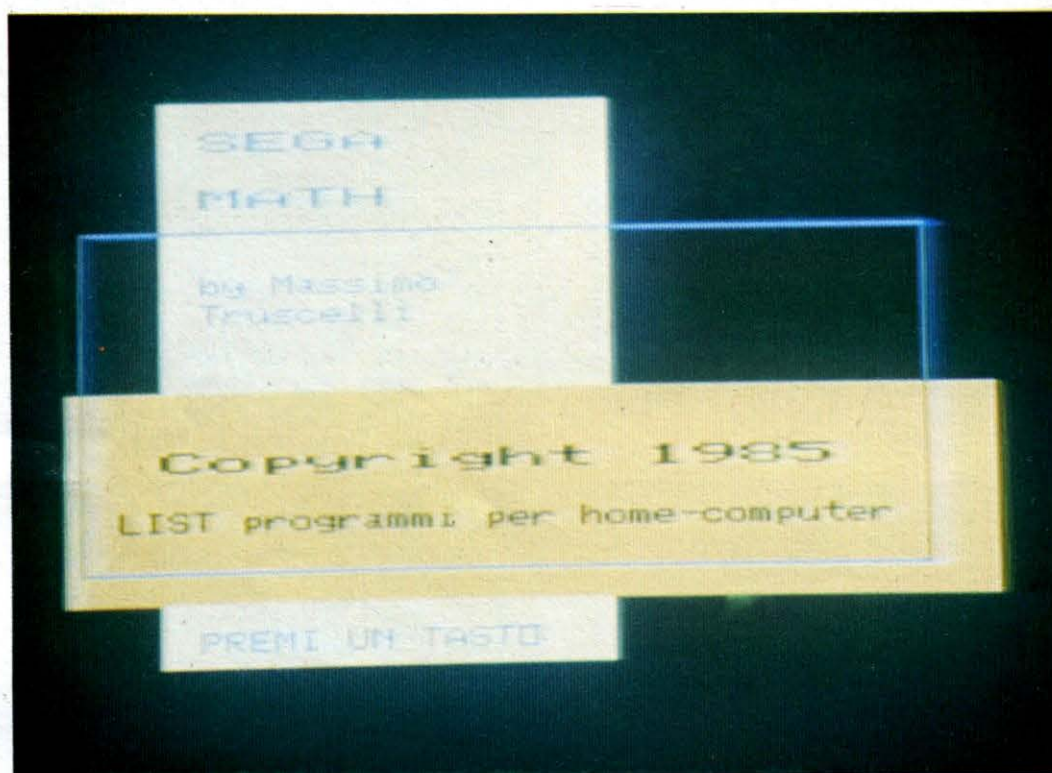 SEGA
MATH
by Massimo
Truscelli
Copyright 1985
LIST programmi per home-computer
PREMI UN TASTO